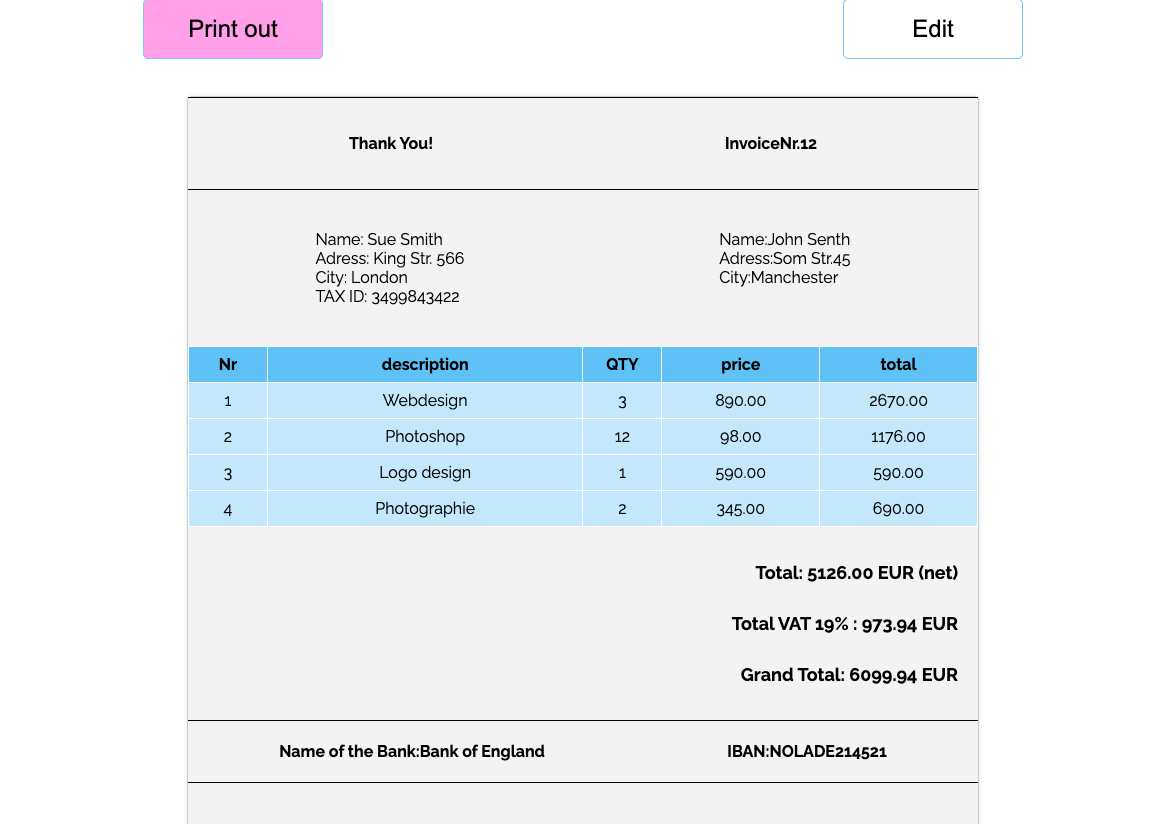 Print out
Edit
Thank You!
InvoiceNr.12
Name: Sue Smith
Adress: King Str. 566
City: London
TAX ID: 3499843422
Name:John Senth
Adress:Som Str.45
City:Manchester
Nr description QTY price total
1 Webdesign 3 890.00 2670.00
2 Photoshop 12 98.00 1176.00
3 Logo design 1 590.00 590.00
4 Photographie 2 345.00 690.00
Total: 5126.00 EUR (net)
Total VAT 19% : 973.94 EUR
Grand Total: 6099.94 EUR
Name of the Bank:Bank of England
IBAN:NOLADE214521